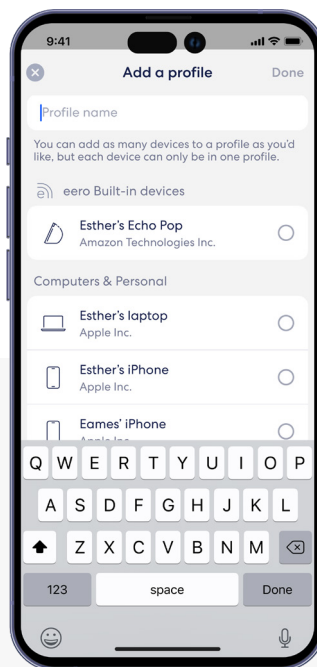 9:41
Add a profile
Done
Profile name
You can add as many devices to a profile as you'd
like, but each device can only be in one profile.
eero Built-in devices
Esther's Echo Pop
Amazon Technologies Inc.
Computers & Personal
Esther's laptop
Apple Inc.
Esther's iPhone
Apple Inc.
Eames' iPhone
Q W E R T Y U I O P
A S D F G H J K L
Z X C V B N M
123 space Done